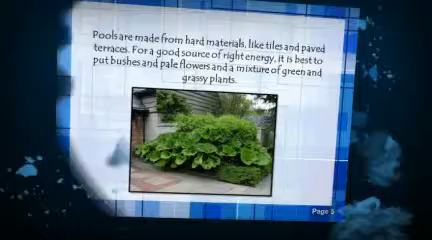 Pools are made from hard materials, like tiles and paved
terraces. For a good source of right energy, it is best to
put bushes and pale flowers and a mixture of green and
grassy plants.
Page 5